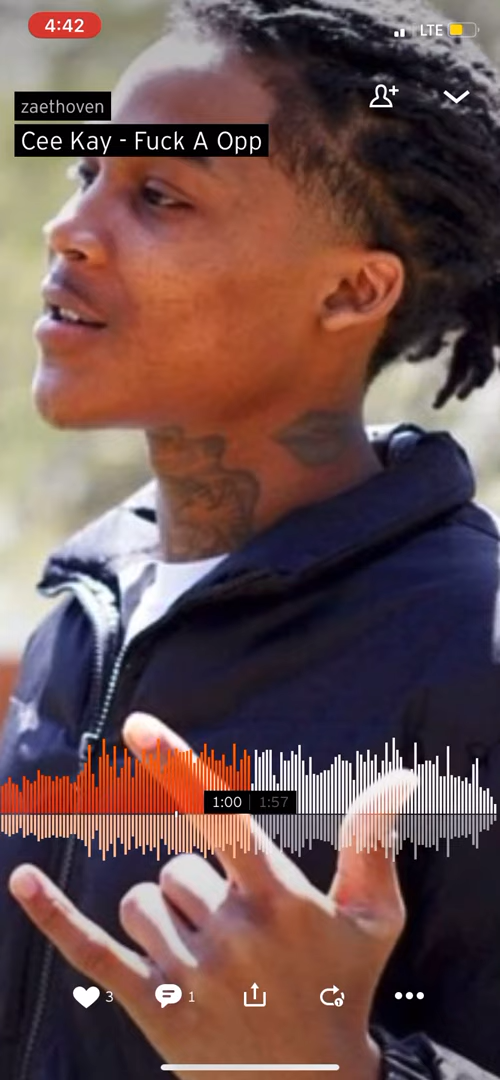 4:42
LTE
zaethoven
Cee Kay - Fuck A Opp
1:00 | 1:57
3
1